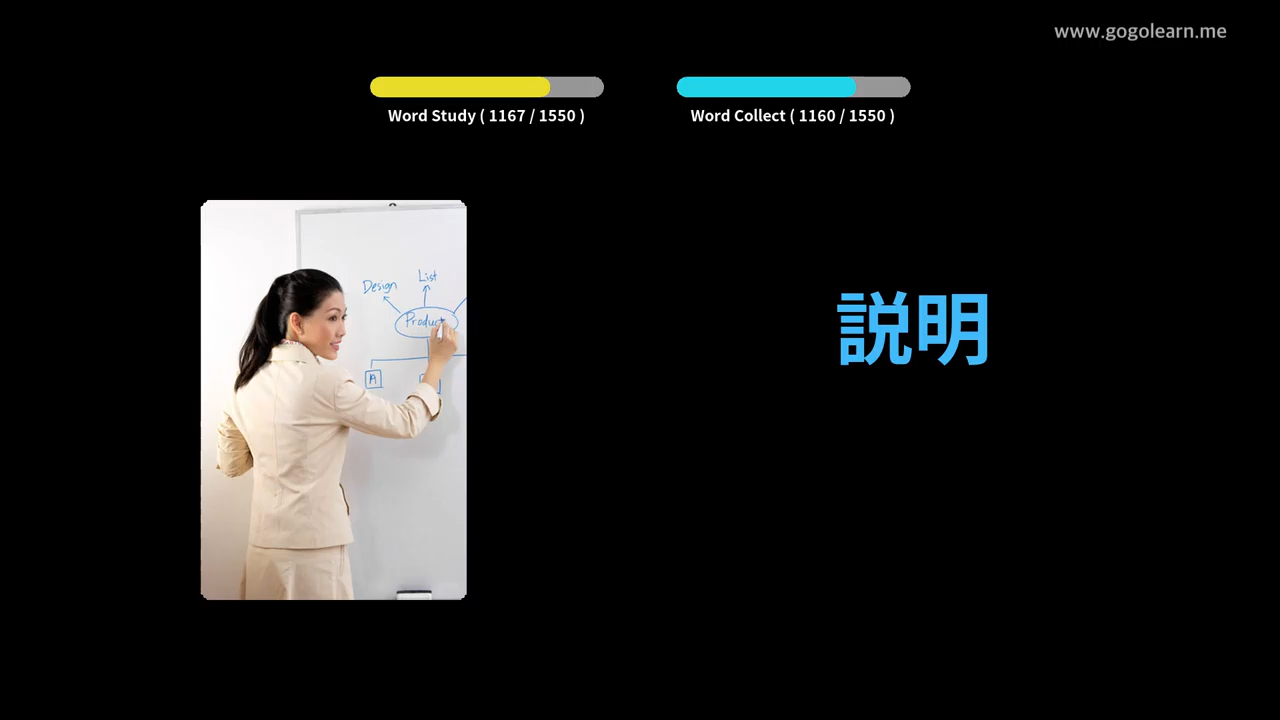 www.gogolearn.me
Word Study ( 1167 / 1550 )
Word Collect ( 1160 / 1550 )
List
Design
Product
A
説明